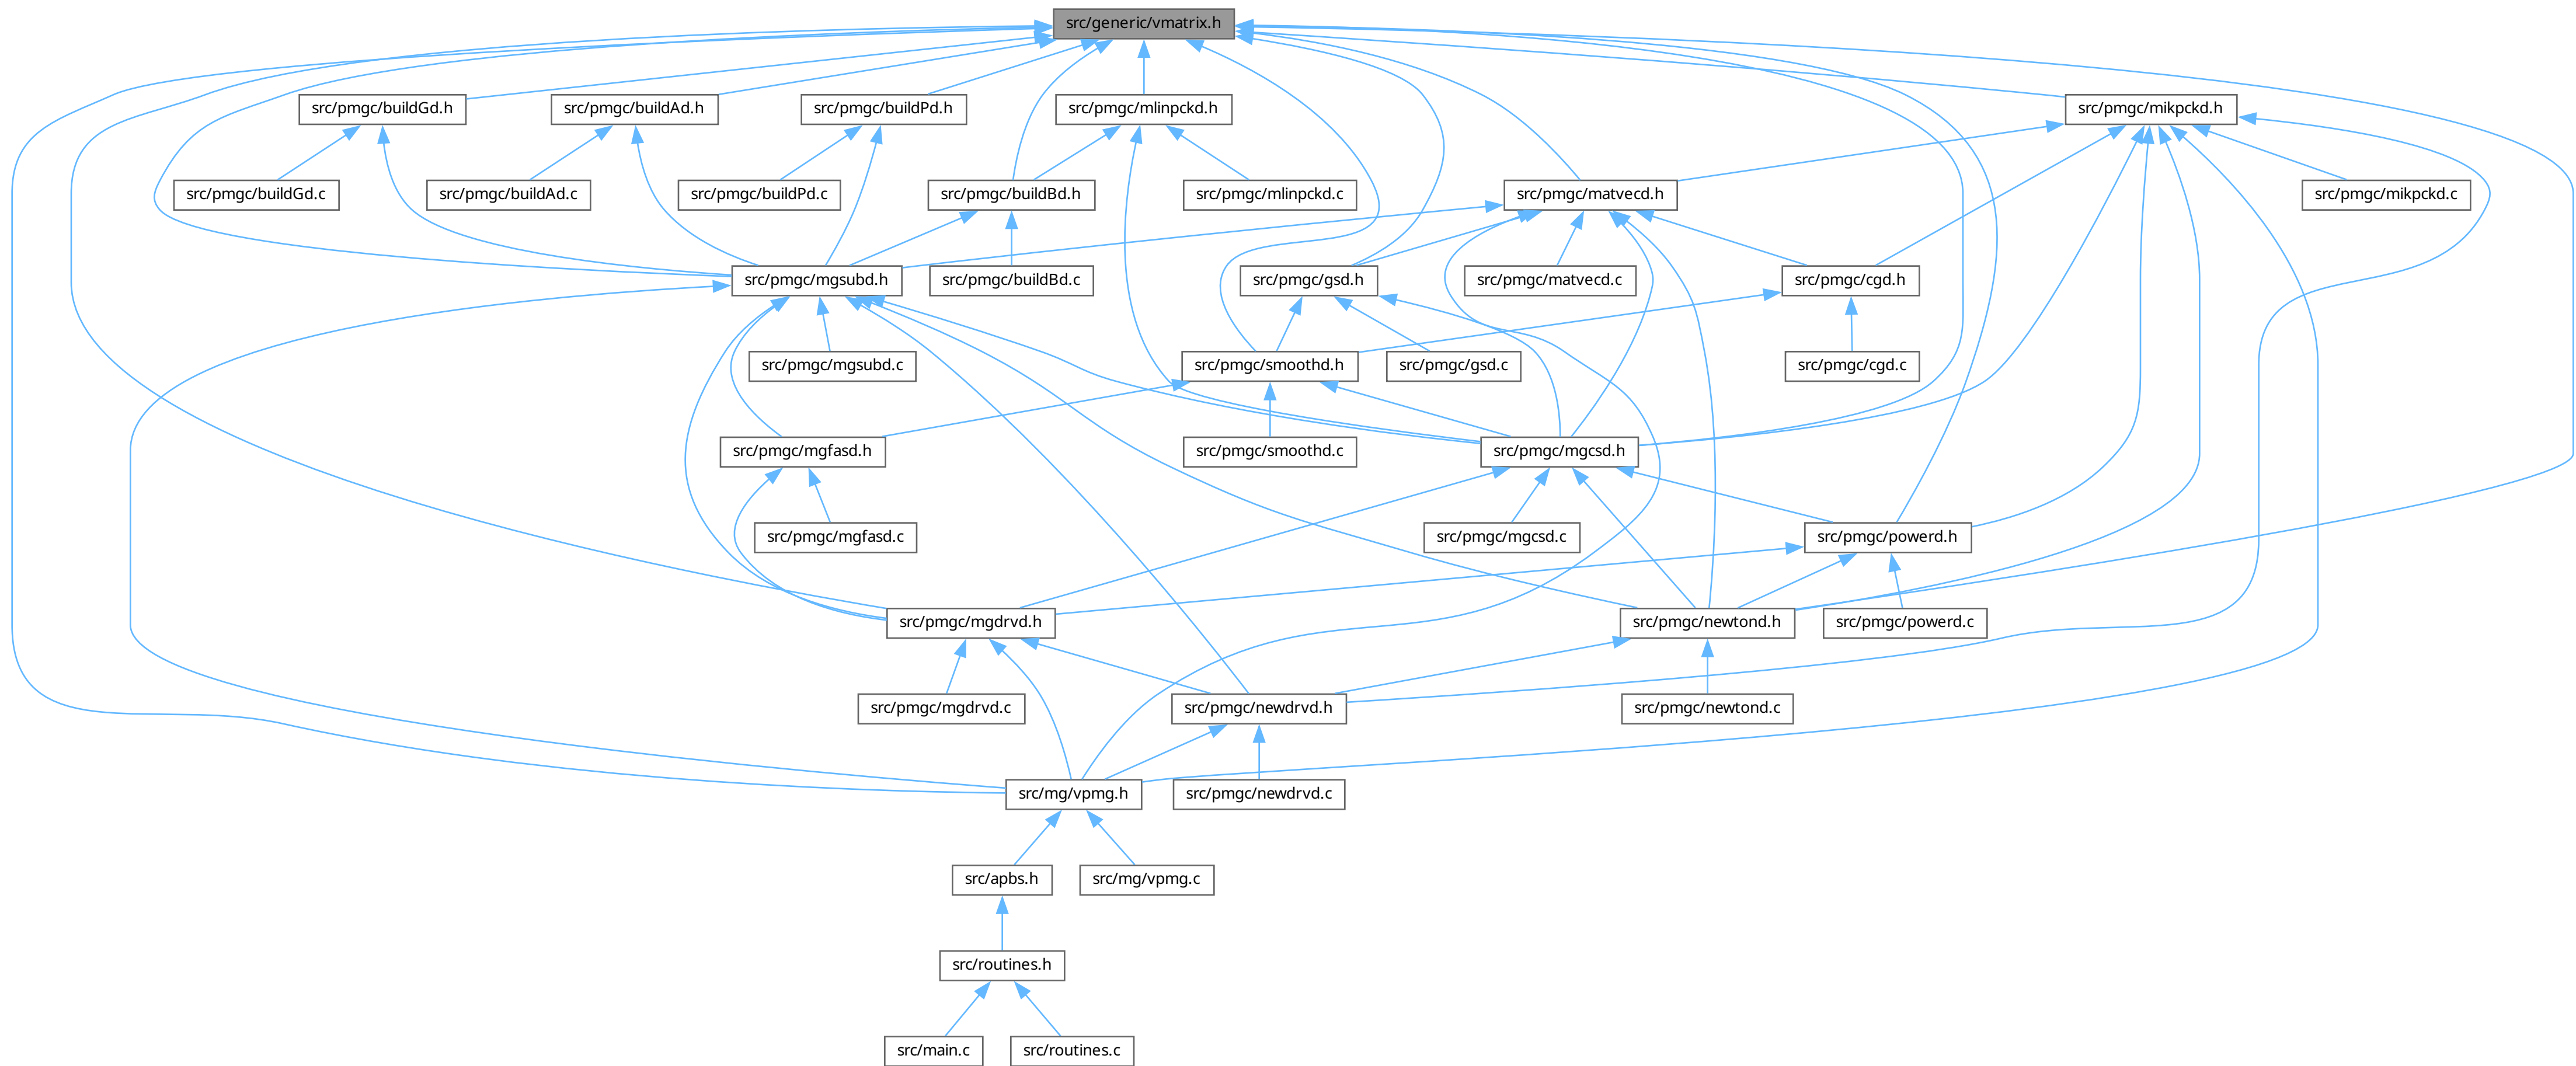 src/generic/vmatrix.h
src/pmgc/buildGd.h
src/pmgc/buildAd.h
src/pmgc/buildPd.h
src/pmgc/mlinpckd.h
src/pmgc/mikpckd.h
src/pmgc/buildGd.c
src/pmgc/buildAd.c
src/pmgc/buildPd.c
src/pmgc/buildBd.h
src/pmgc/mlinpckd.c
src/pmgc/matvecd.h
src/pmgc/mikpckd.c
src/pmgc/mgsubd.h
src/pmgc/buildBd.c
src/pmgc/gsd.h
src/pmgc/matvecd.c
src/pmgc/cgd.h
src/pmgc/mgsubd.c
src/pmgc/smoothd.h
src/pmgc/gsd.c
src/pmgc/cgd.c
src/pmgc/mgfasd.h
src/pmgc/smoothd.c
src/pmgc/mgcsd.h
src/pmgc/mgfasd.c
src/pmgc/mgcsd.c
src/pmgc/powerd.h
src/pmgc/mgdrvd.h
src/pmgc/newtond.h
src/pmgc/powerd.c
src/pmgc/mgdrvd.c
src/pmgc/newdrvd.h
src/pmgc/newtond.c
src/mg/vpmg.h
src/pmgc/newdrvd.c
src/apbs.h
src/mg/vpmg.c
src/routines.h
src/main.c
src/routines.c